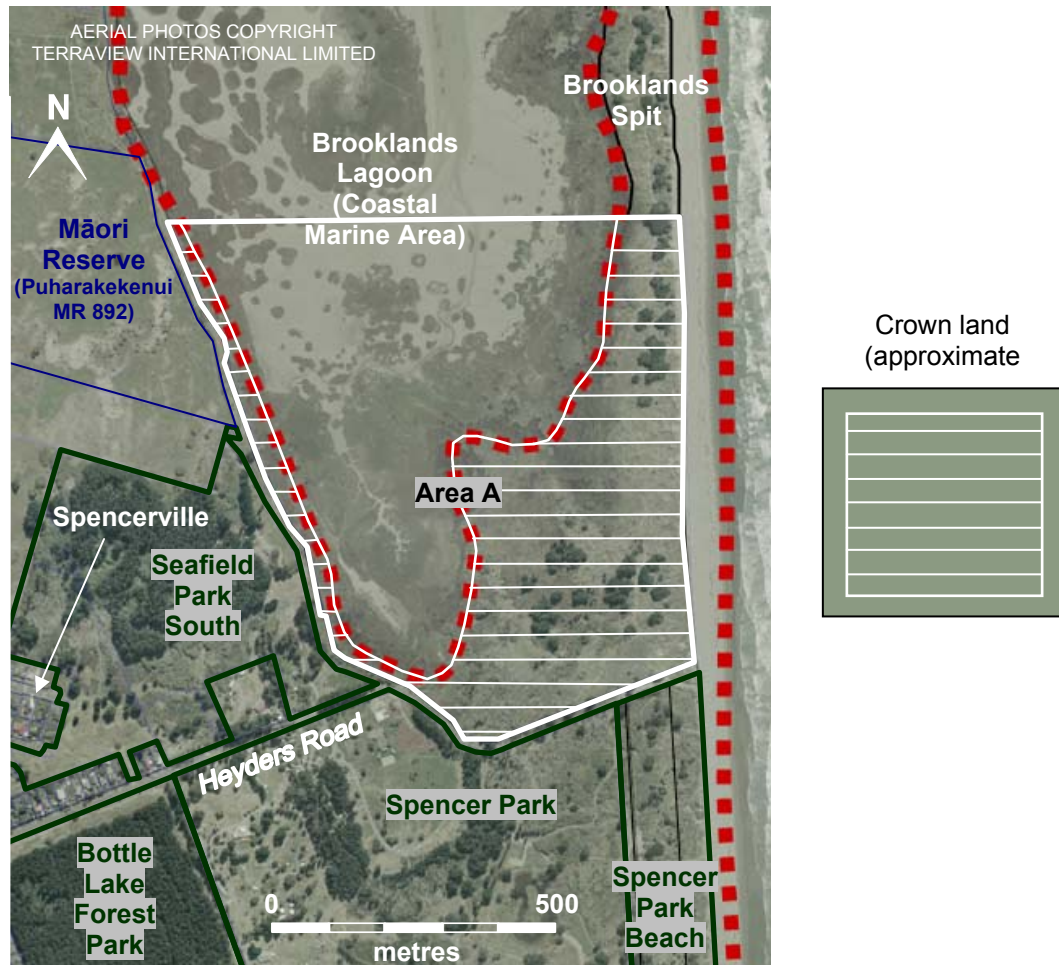 AERIAL PHOTOS COPYRIGHT
TERRAVIEW INTERNATIONAL LIMITED
N
Brooklands
Spit
Brooklands
Lagoon
(Coastal
Marine Area)
Māori
Reserve
(Puharakekenui
MR 892)
Crown land
(approximate
Area A
Spencerville
Seafield
Park
South
Heyders Road
Spencer Park
Bottle
Lake
Forest
Park
Spencer
Park
Beach
0 500
metres